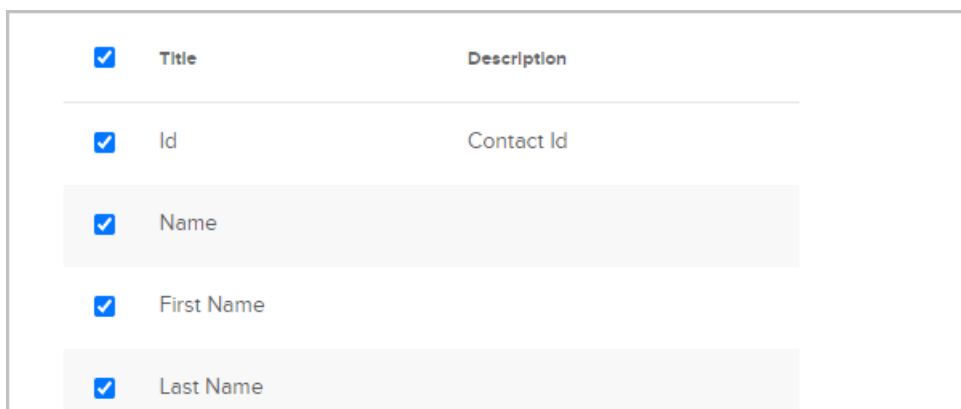 Title Description
Id Contact Id
Name
First Name
Last Name